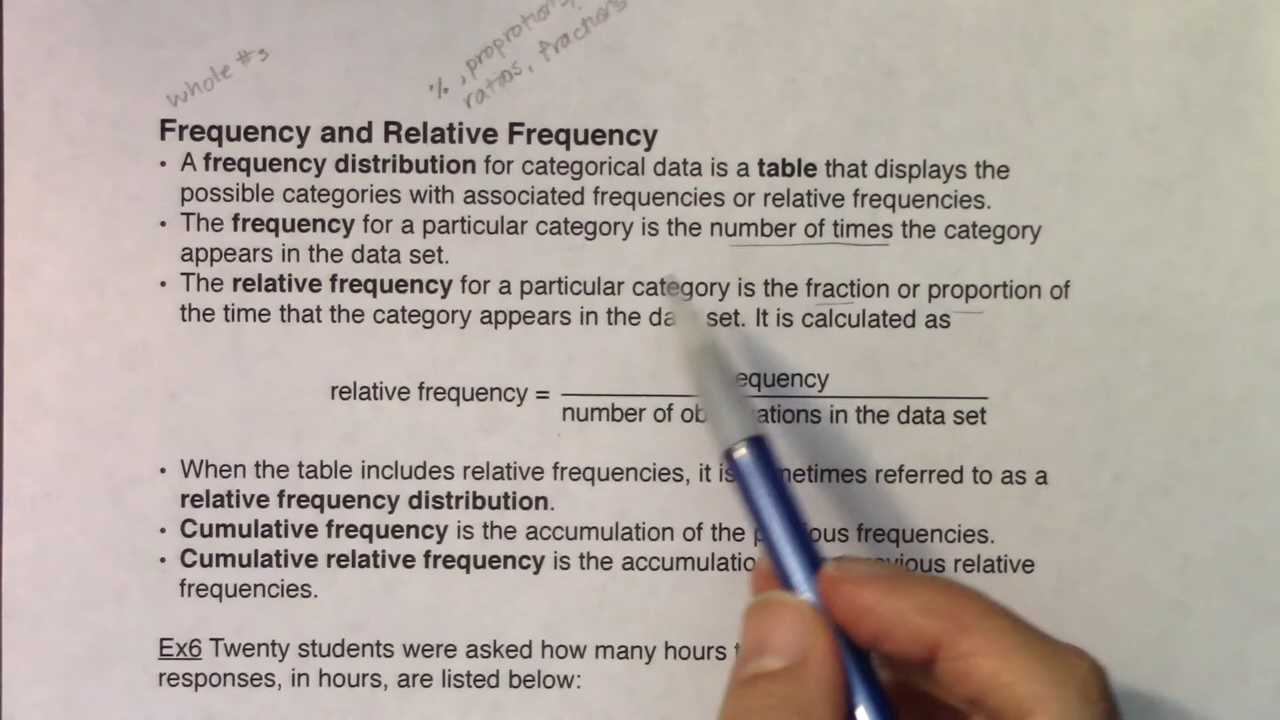 whole #s
%, proprotion
ratios, fractions
Frequency and Relative Frequency
• A frequency distribution for categorical data is a table that displays the
possible categories with associated frequencies or relative frequencies.
• The frequency for a particular category is the number of times the category
appears in the data set.
• The relative frequency for a particular category is the fraction or proportion of
the time that the category appears in the da set. It is calculated as
equency
relative frequency =
number of ob ations in the data set
• When the table includes relative frequencies, it is metimes referred to as a
relative frequency distribution.
• Cumulative frequency is the accumulation of the p ous frequencies.
• Cumulative relative frequency is the accumulatio vious relative
frequencies.
Ex6 Twenty students were asked how many hours
responses, in hours, are listed below: